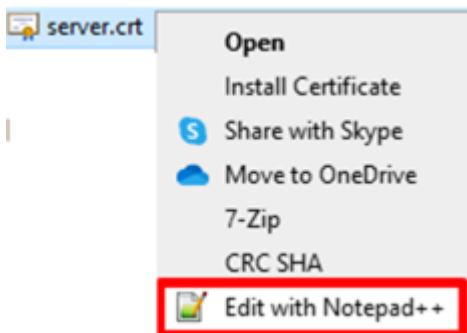 server.crt
Open
Install Certificate
Share with Skype
Move to OneDrive
7-Zip
CRC SHA
Edit with Notepad++